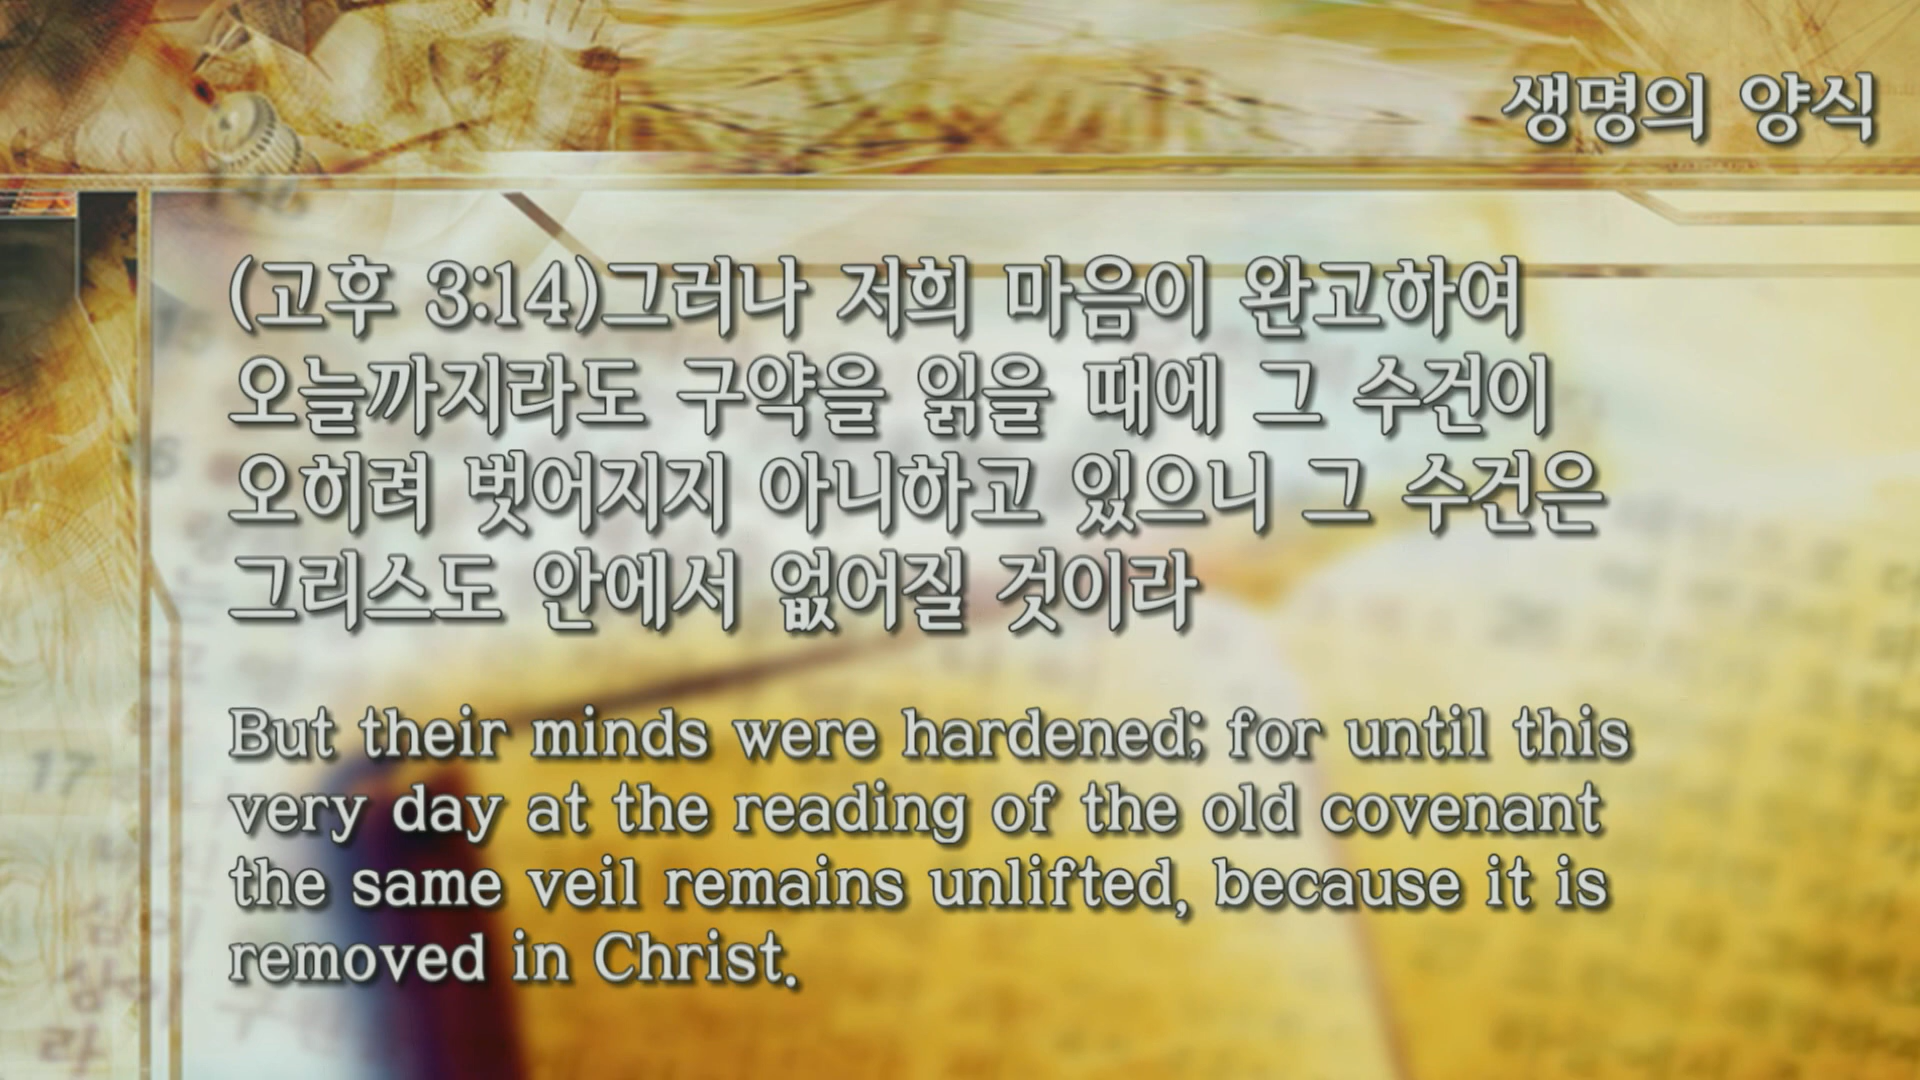 생명의 양식
(고후 3:14)그러나 저희 마음이 완고하여
오늘까지라도 구약을 읽을 때에 그 수건이
오히려 벗어지지 아니하고 있으니 그 수건은
그리스도 안에서 없어질 것이라
But their minds were hardened; for until this
very day at the reading of the old covenant
the same veil remains unlifted, because it is
removed in Christ.
17
라